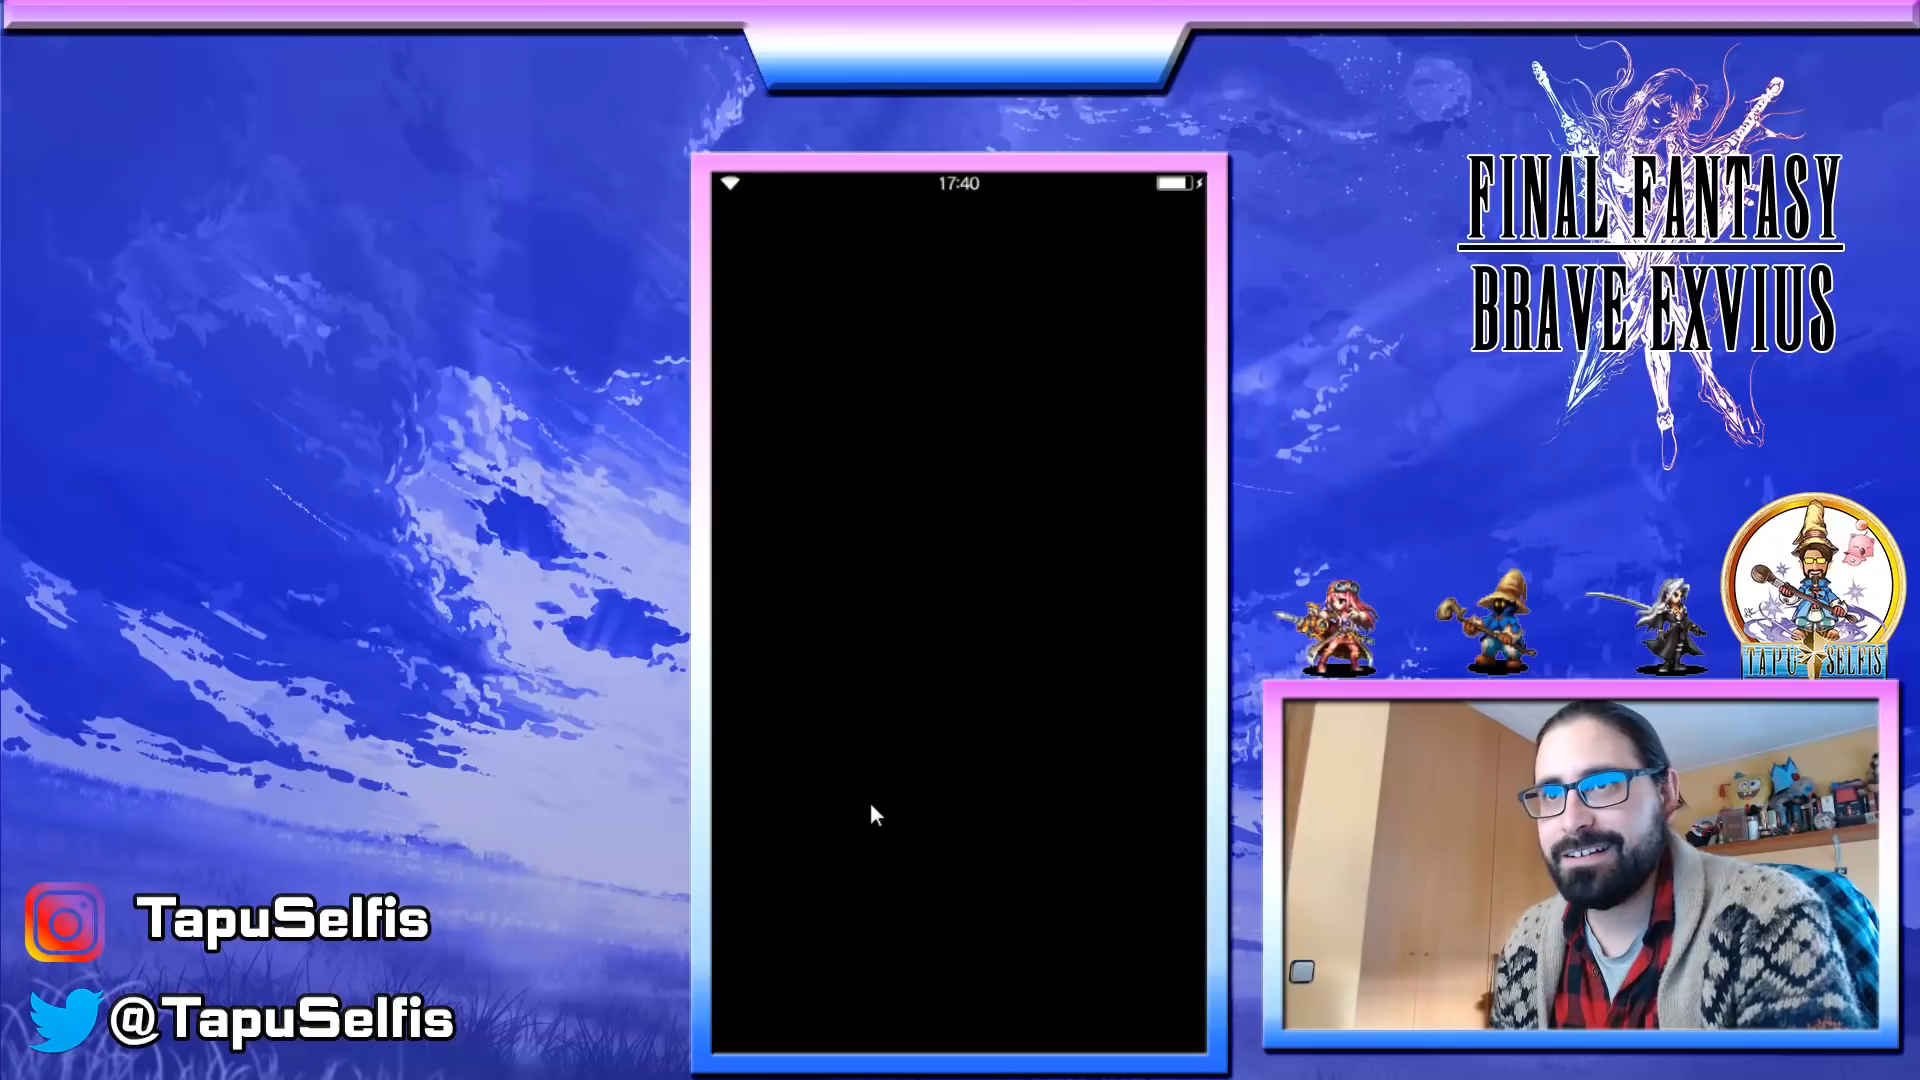 17:40
FINAL FANTASY
BRAVE EXVIUS
TAPU SELFIS
TapuSelfis
@TapuSelfis